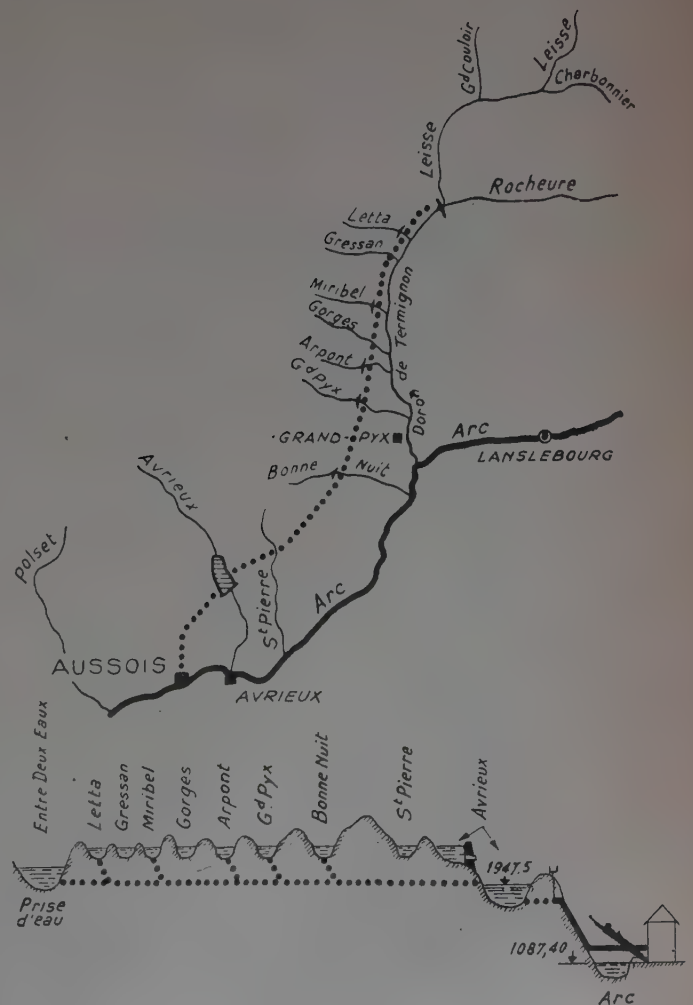 Gd Couloir
Leisse
Charbonnier
Leisse
Rocheure
Letta
Gressan
Miribel
Gorges
Arpont
Gd Pyx
Doron de Termignon
GRAND-PYX
Arc
LANSLEBOURG
Bonne Nuit
Avrieux
Polset
St Pierre
Arc
AUSSOIS
AVRIEUX
Entre Deux Eaux
Letta
Gressan
Miribel
Gorges
Arpont
Gd Pyx
Bonne Nuit
St Pierre
Avrieux
1947,5
Prise
d'eau
1087,40
Arc